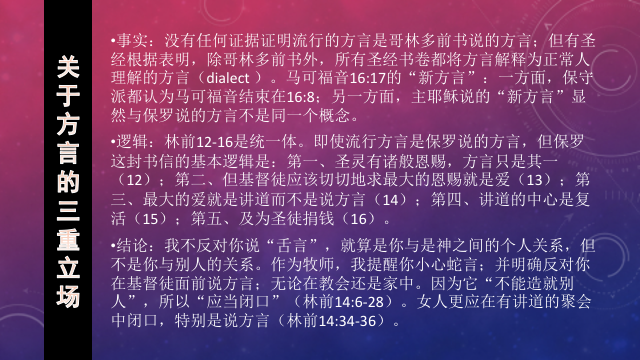 关于方言的三重立场
•事实：没有任何证据证明流行的方言是哥林多前书说的方言；但有圣
经根据表明，除哥林多前书外，所有圣经书卷都将方言解释为正常人
理解的方言（dialect ）。马可福音16:17的“新方言”：一方面，保守
派都认为马可福音结束在16:8；另一方面，主耶稣说的“新方言”显
然与保罗说的方言不是同一个概念。
•逻辑：林前12-16是统一体。即使流行方言是保罗说的方言，但保罗
这封书信的基本逻辑是：第一、圣灵有诸般恩赐，方言只是其一
（12）；第二、但基督徒应该切切地求最大的恩赐就是爱（13）；第
三、最大的爱就是讲道而不是说方言（14）；第四、讲道的中心是复
活（15）；第五、及为圣徒捐钱（16）。
•结论：我不反对你说“舌言”，就算是你与是神之间的个人关系，但
不是你与别人的关系。作为牧师，我提醒你小心蛇言；并明确反对你
在基督徒面前说方言；无论在教会还是家中。因为它“不能造就别
人”，所以“应当闭口”（林前14:6-28）。女人更应在有讲道的聚会
中闭口，特别是说方言（林前14:34-36）。